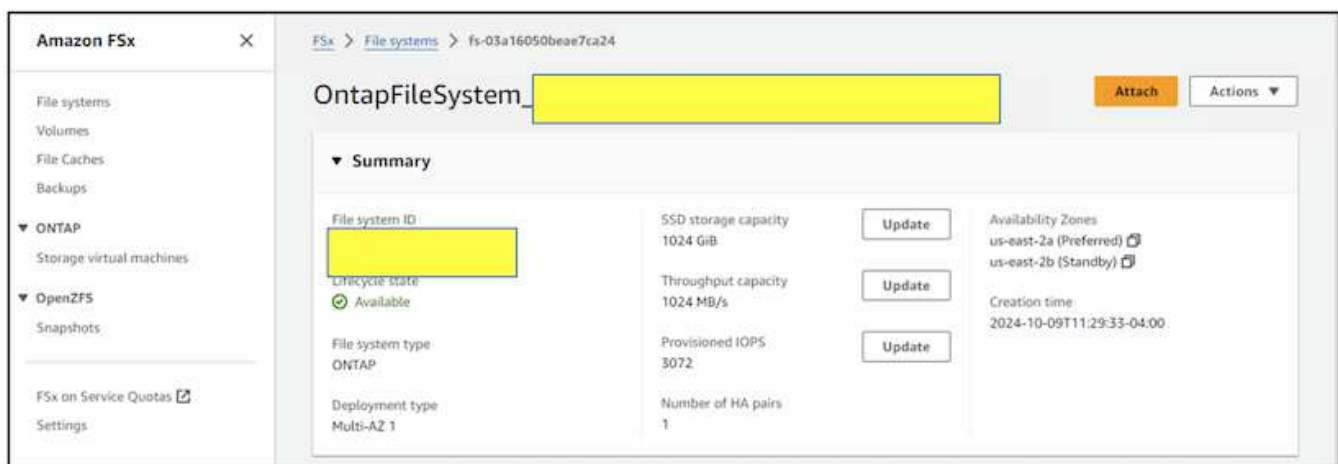 Amazon FSx
FSx > File systems > fs-03a16050beae7ca24
OntapFileSystem_
Attach
Actions
File systems
Volumes
File Caches
Backups
ONTAP
Storage virtual machines
OpenZFS
Snapshots
FSx on Service Quotas
Settings
Summary
File system ID
Lifecycle state
Available
File system type
ONTAP
Deployment type
Multi-AZ 1
SSD storage capacity
1024 GiB
Update
Throughput capacity
1024 MB/s
Update
Provisioned IOPS
3072
Update
Number of HA pairs
1
Availability Zones
us-east-2a (Preferred)
us-east-2b (Standby)
Creation time
2024-10-09T11:29:33-04:00